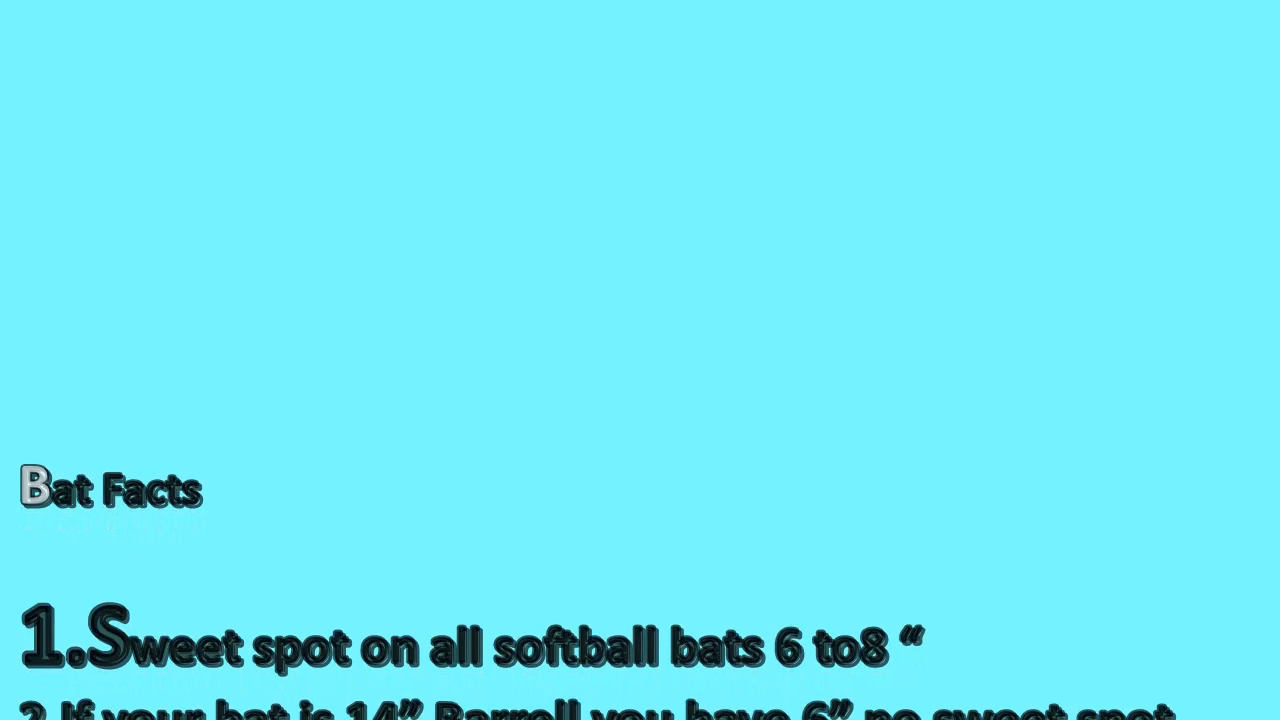 Bat Facts
1.Sweet spot on all softball bats 6 to8 “
2.If your bat is 14” Barrell you have 6” no sweet spot